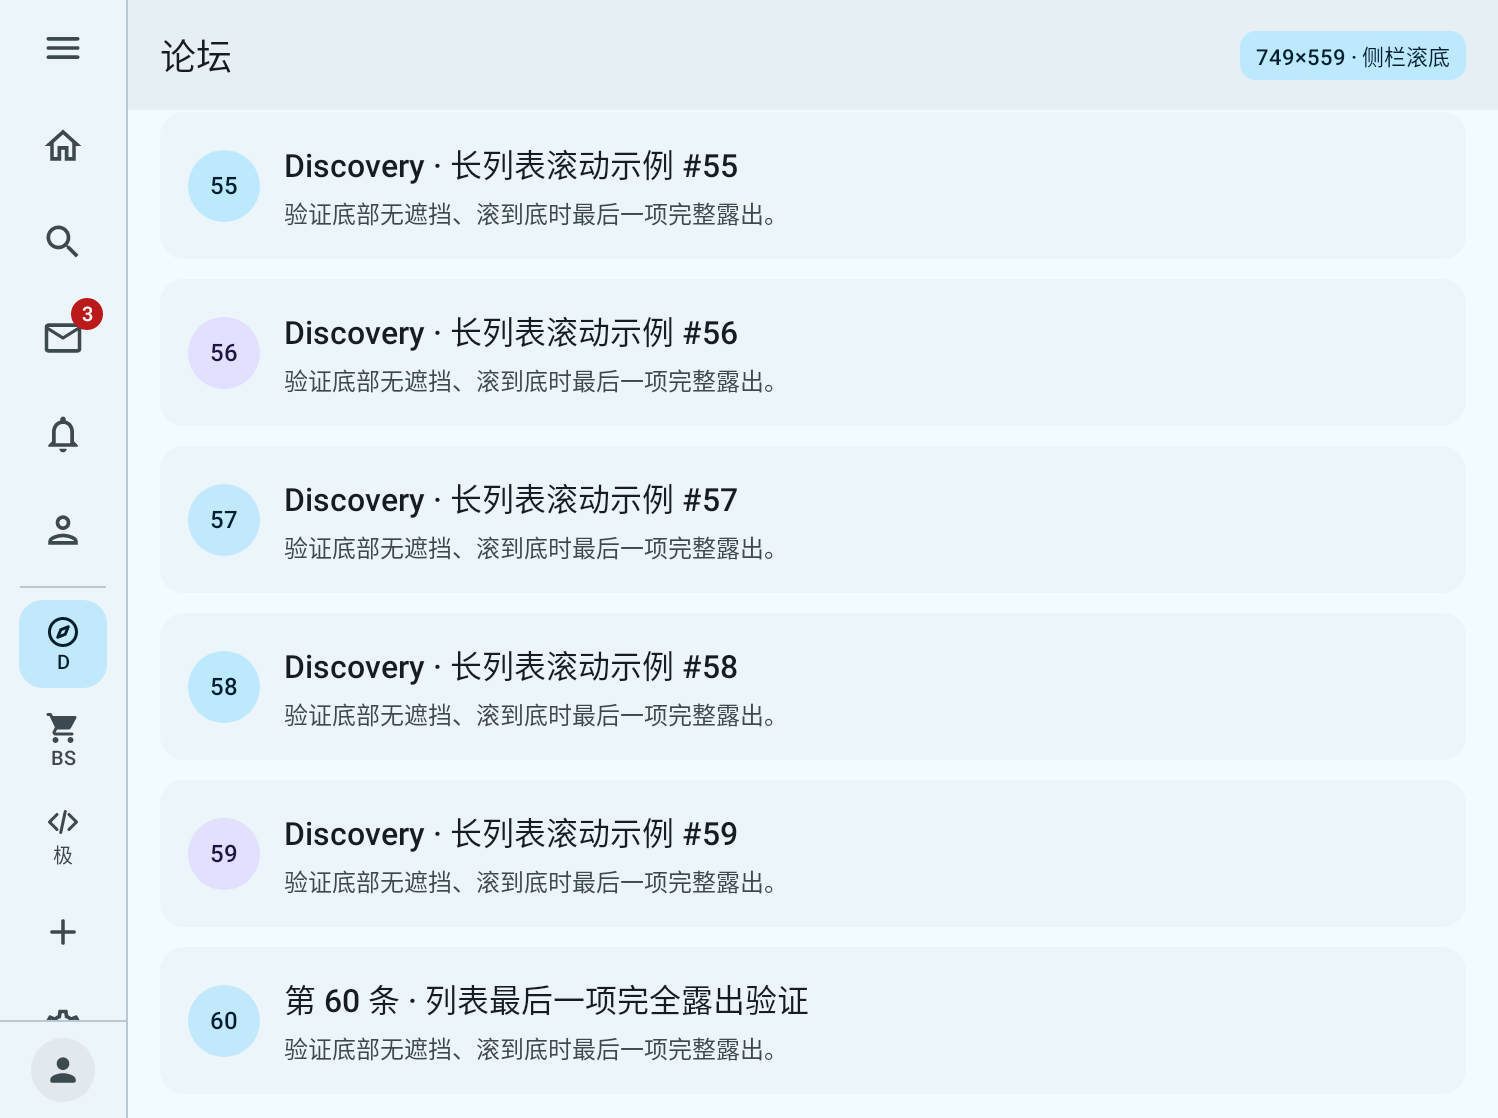 论坛
749×559 · 侧栏滚底
3
D
BS
极
55
Discovery · 长列表滚动示例 #55
验证底部无遮挡、滚到底时最后一项完整露出。
56
Discovery · 长列表滚动示例 #56
验证底部无遮挡、滚到底时最后一项完整露出。
57
Discovery · 长列表滚动示例 #57
验证底部无遮挡、滚到底时最后一项完整露出。
58
Discovery · 长列表滚动示例 #58
验证底部无遮挡、滚到底时最后一项完整露出。
59
Discovery · 长列表滚动示例 #59
验证底部无遮挡、滚到底时最后一项完整露出。
60
第 60 条 · 列表最后一项完全露出验证
验证底部无遮挡、滚到底时最后一项完整露出。